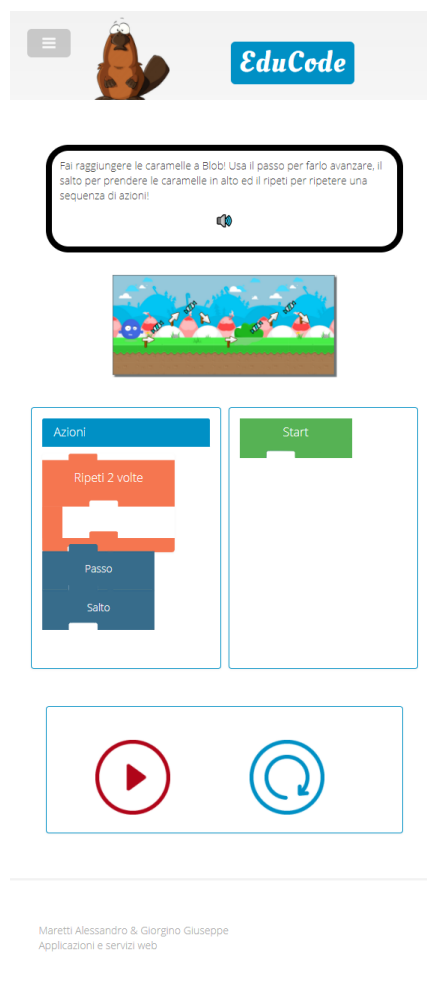 EduCode
Fai raggiungere le caramelle a Blob! Usa il passo per farlo avanzare, il
salto per prendere le caramelle in alto ed il ripeti per ripetere una
sequenza di azioni!
Azioni
Start
Ripeti 2 volte
Passo
Salto
Maretti Alessandro & Giorgino Giuseppe
Applicazioni e servizi web